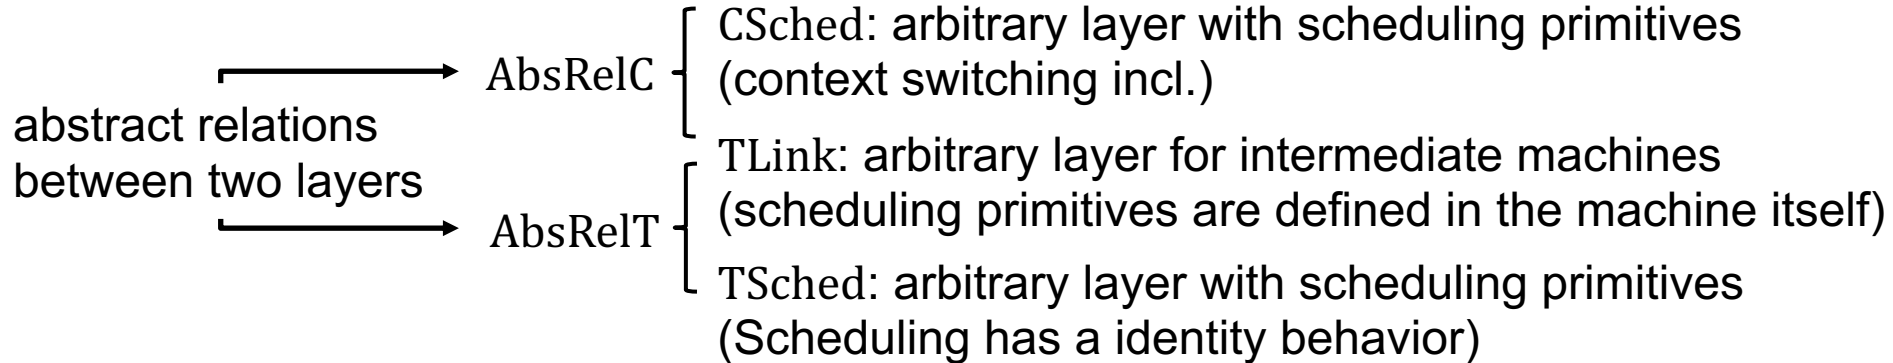 abstract relations
between two layers
AbsRelC
CSched: arbitrary layer with scheduling primitives
(context switching incl.)
TLink: arbitrary layer for intermediate machines
(scheduling primitives are defined in the machine itself)
AbsRelT
TSched: arbitrary layer with scheduling primitives
(Scheduling has a identity behavior)